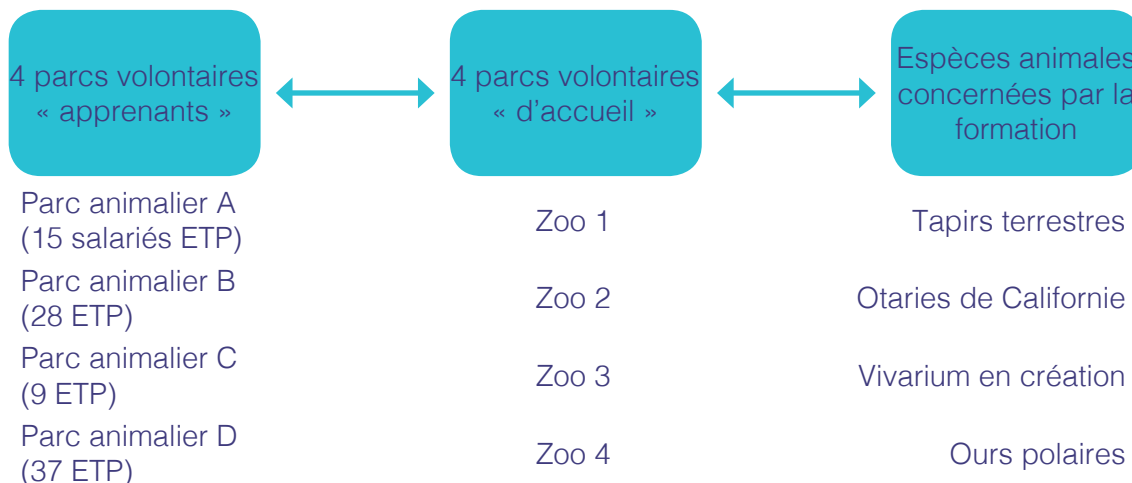 4 parcs volontaires
« apprenants »
4 parcs volontaires
« d’accueil »
Espèces animales
concernées par la
formation
Parc animalier A
(15 salariés ETP)
Zoo 1
Tapirs terrestres
Parc animalier B
(28 ETP)
Zoo 2
Otaries de Californie
Parc animalier C
(9 ETP)
Zoo 3
Vivarium en création
Parc animalier D
(37 ETP)
Zoo 4
Ours polaires